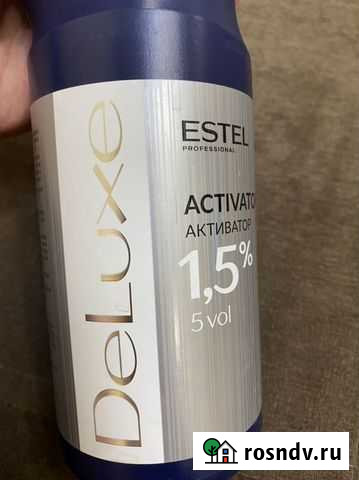 DeLuxe
ESTEL
PROFESSIONAL
ACTIVATO
АКТИВАТОР
1,5%
5 vol
rosndv.ru